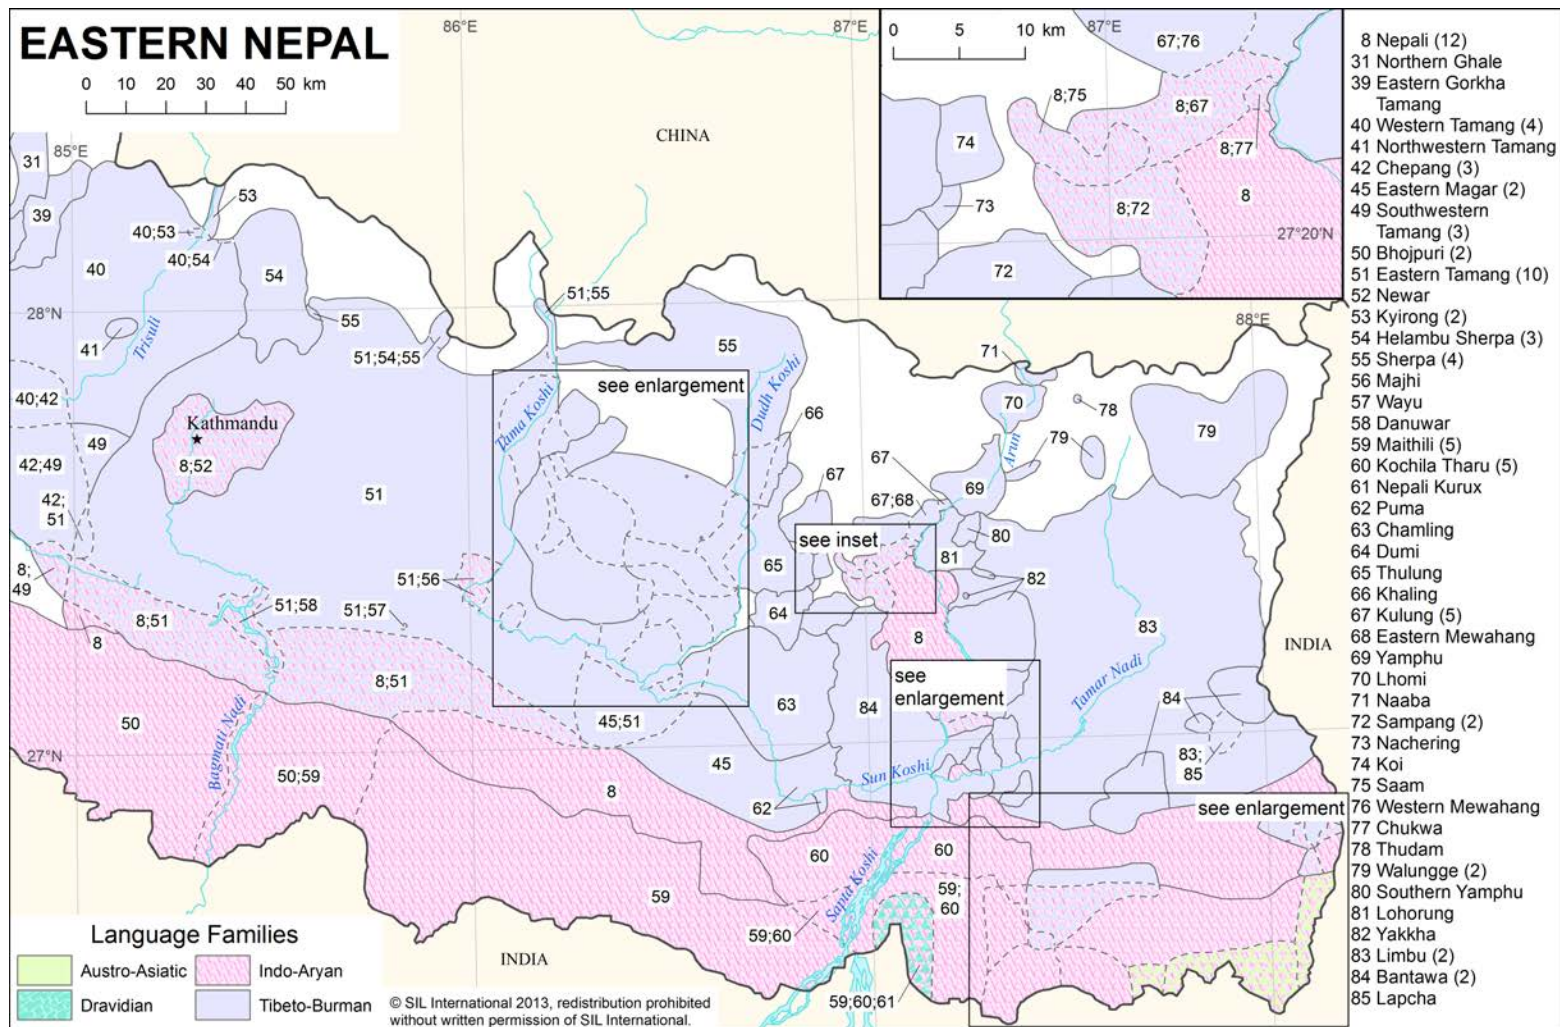 EASTERN NEPAL
0 10 20 30 40 50 km
86°E
87°E
0 5 10 km
87°E
67;76
8;75
8;67
74
8;77
73
8;72
8
27°20'N
72
CHINA
85°E
31
39
53
40;53
40;54
40
54
28°N
41
Trisuli
55
51;54;55
51;55
55
see enlargement
Tama Koshi
Dudh Koshi
88°E
71
70
78
79
79
66
67
Arun
40;42
49
Kathmandu
8;52
42;49
42;
51
51
67
69
67;68
see inset
80
81
82
65
64
8;
49
51;56
51;58
51;57
8;51
8
8;51
8
83
INDIA
see
enlargement
Tamar Nadi
84
63
84
45;51
50
Bagmati Nadi
27°N
50;59
45
Sun Koshi
83;
85
8
62
see enlargement
60
60
Sapta Koshi
59
59;
60
59;60
INDIA
59;60;61
Language Families
Austro-Asiatic
Indo-Aryan
Dravidian
Tibeto-Burman
© SIL International 2013, redistribution prohibited
without written permission of SIL International.
8 Nepali (12)
31 Northern Ghale
39 Eastern Gorkha
Tamang
40 Western Tamang (4)
41 Northwestern Tamang
42 Chepang (3)
45 Eastern Magar (2)
49 Southwestern
Tamang (3)
50 Bhojpuri (2)
51 Eastern Tamang (10)
52 Newar
53 Kyirong (2)
54 Helambu Sherpa (3)
55 Sherpa (4)
56 Majhi
57 Wayu
58 Danuwar
59 Maithili (5)
60 Kochila Tharu (5)
61 Nepali Kurux
62 Puma
63 Chamling
64 Dumi
65 Thulung
66 Khaling
67 Kulung (5)
68 Eastern Mewahang
69 Yamphu
70 Lhomi
71 Naaba
72 Sampang (2)
73 Nachering
74 Koi
75 Saam
76 Western Mewahang
77 Chukwa
78 Thudam
79 Walungge (2)
80 Southern Yamphu
81 Lohorung
82 Yakkha
83 Limbu (2)
84 Bantawa (2)
85 Lapcha